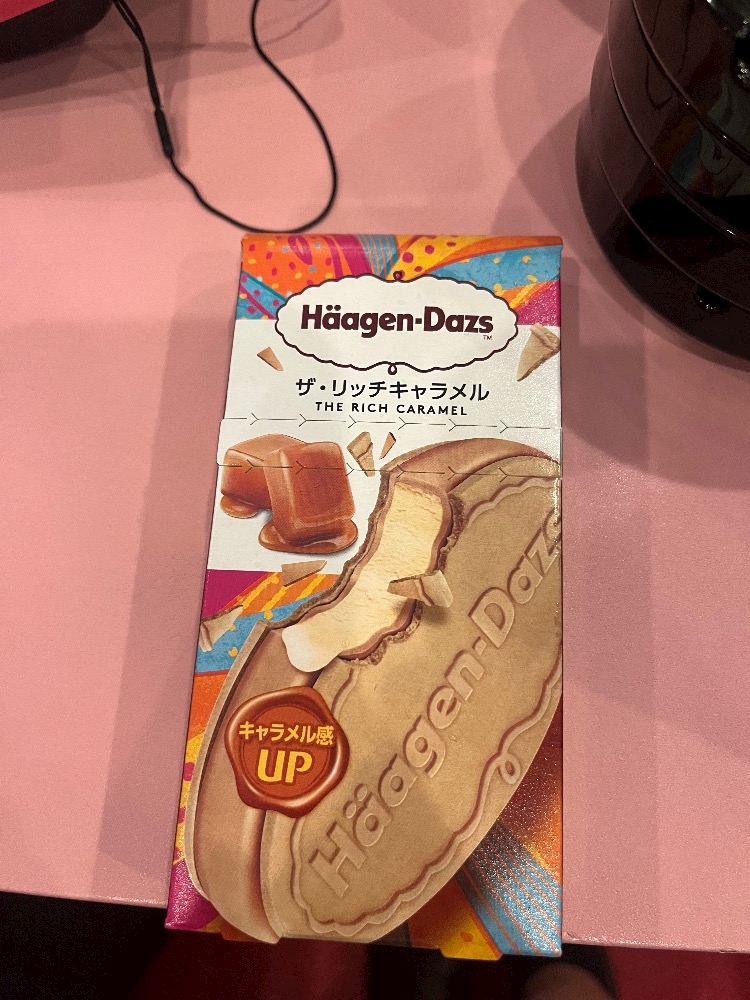 Häagen-Dazs
TM
ザ・リッチキャラメル
THE RICH CARAMEL
Häagen-Dazs
キャラメル感
UP